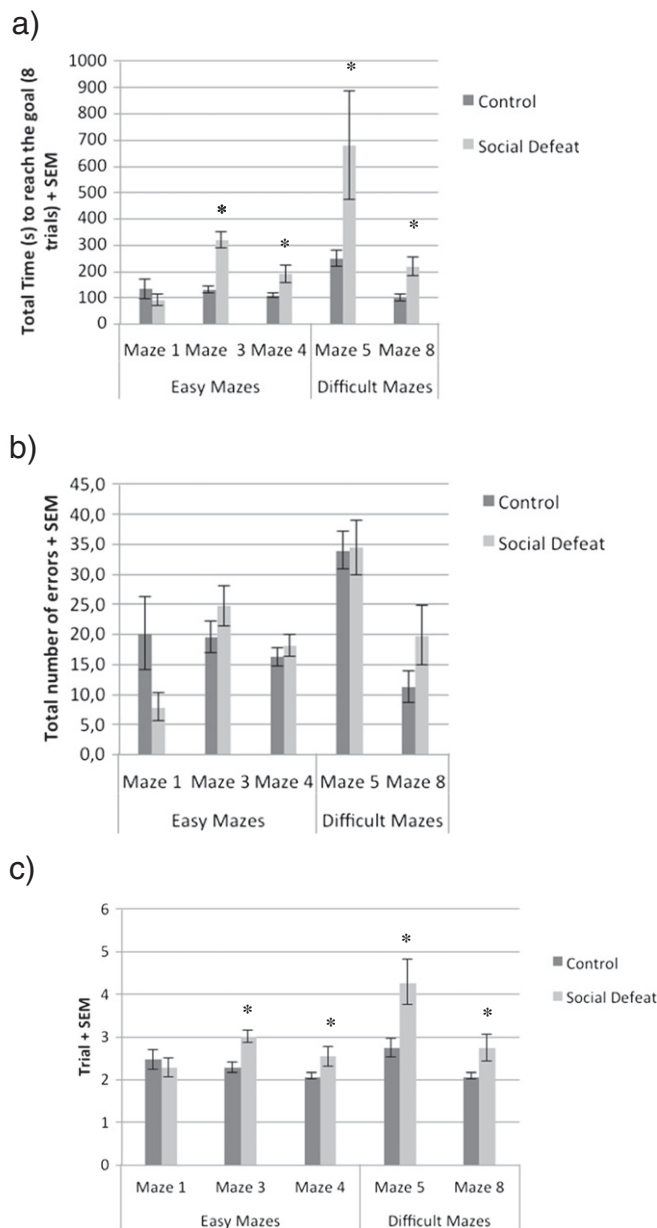 a)
Total Time (s) to reach the goal (8
trials) + SEM
1000
900
800
700
600
500
400
300
200
100
0
*
*
*
*
Maze 1 Maze 3 Maze 4 Maze 5 Maze 8
Easy Mazes Difficult Mazes
Control
Social Defeat
b)
Total number of errors + SEM
45,0
40,0
35,0
30,0
25,0
20,0
15,0
10,0
5,0
0,0
Maze 1 Maze 3 Maze 4 Maze 5 Maze 8
Easy Mazes Difficult Mazes
Control
Social Defeat
c)
Trial + SEM
6
5
4
3
2
1
0
*
*
*
*
Maze 1 Maze 3 Maze 4 Maze 5 Maze 8
Easy Mazes Difficult Mazes
Control
Social Defeat